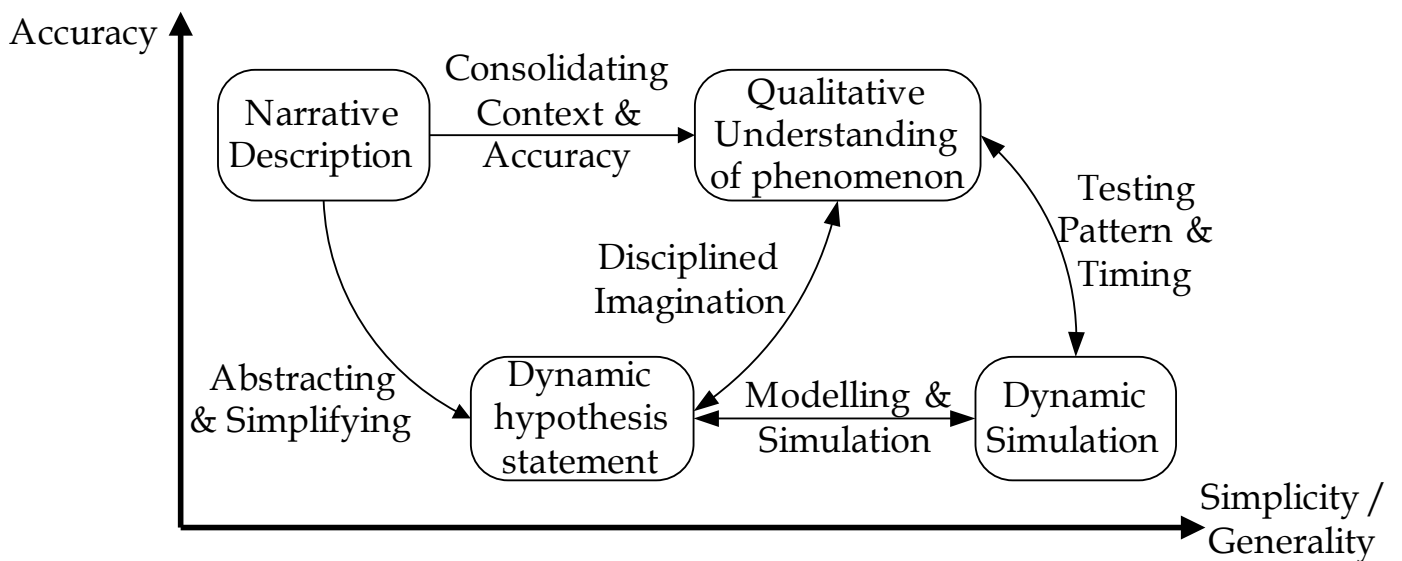 Accuracy
Narrative
Description
Consolidating
Context &
Accuracy
Qualitative
Understanding
of phenomenon
Testing
Pattern &
Timing
Disciplined
Imagination
Abstracting
& Simplifying
Dynamic
hypothesis
statement
Modelling &
Simulation
Dynamic
Simulation
Simplicity /
Generality